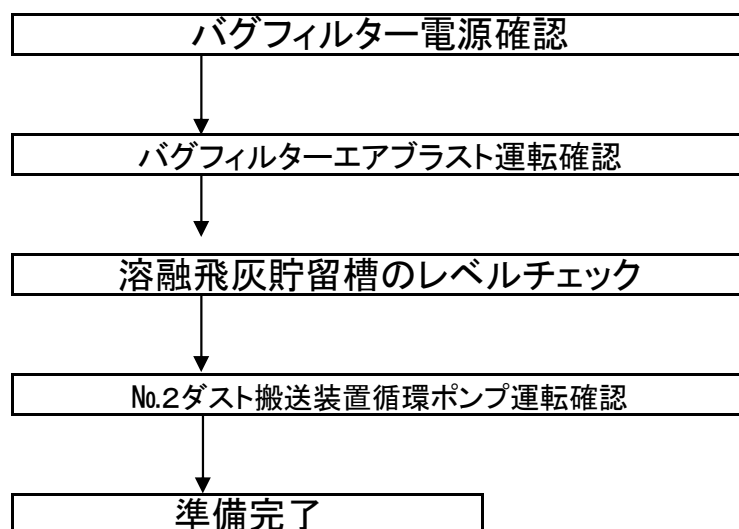 バグフィルター電源確認
バグフィルターエアブラスト運転確認
溶融飛灰貯留槽のレベルチェック
№2ダスト搬送装置循環ポンプ運転確認
準備完了